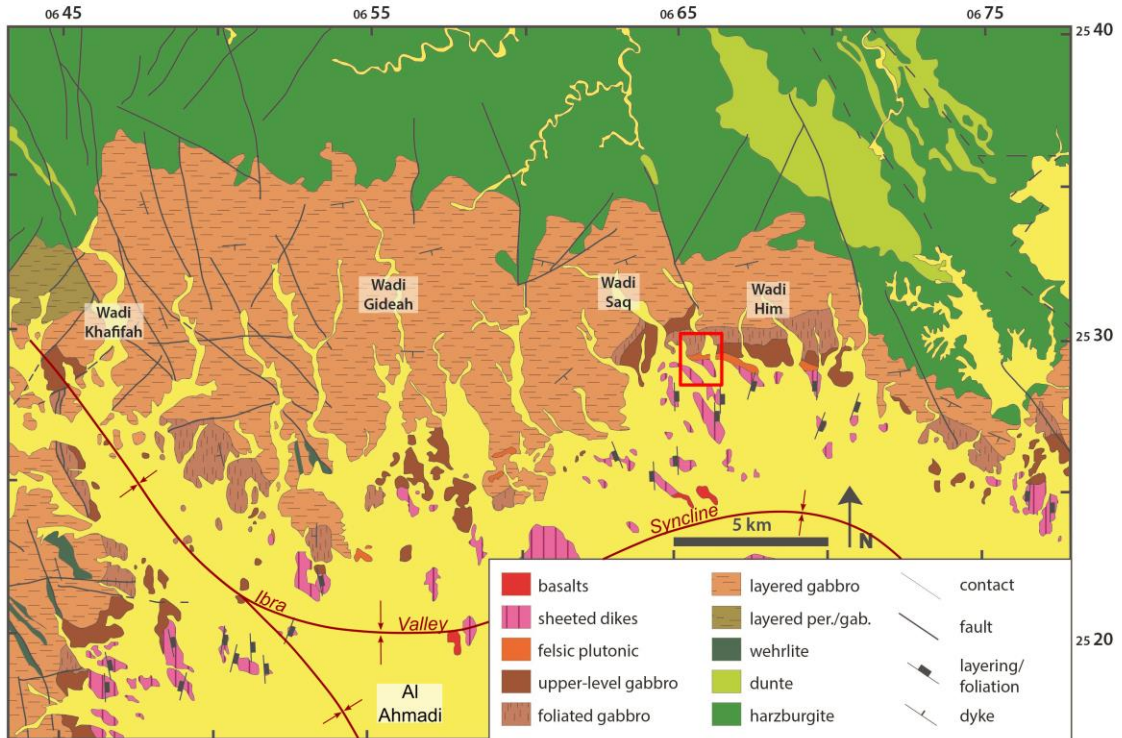 06 45
06 55
06 65
06 75
25 40
25 30
25 20
Wadi
Khafifah
Wadi
Gideah
Wadi
Saq
Wadi
Him
Syncline
5 km
N
Ibra
Valley
Al
Ahmadi
basalts
sheeted dikes
felsic plutonic
upper-level gabbro
foliated gabbro
layered gabbro
layered per./gab.
wehrlite
dunte
harzburgite
contact
fault
layering/
foliation
dyke